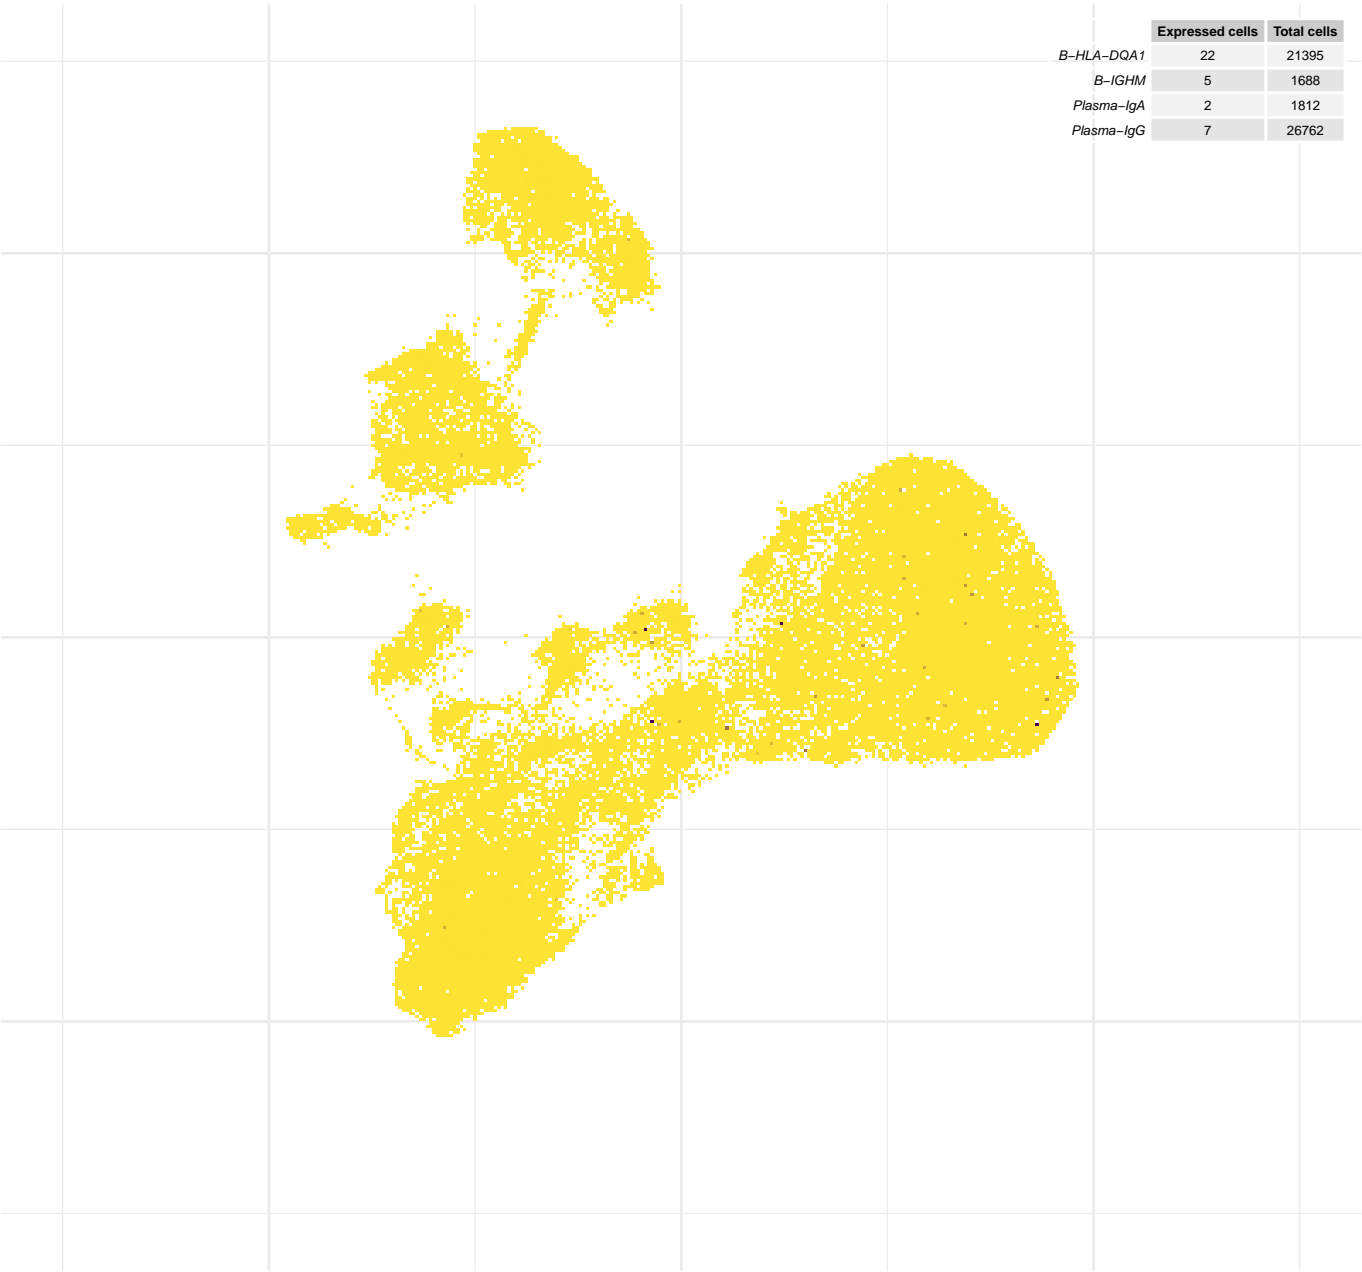 Expressed cells Total cells
B−HLA−DQA1 22 21395
B−IGHM 5 1688
Plasma−IgA 2 1812
Plasma−IgG 7 26762